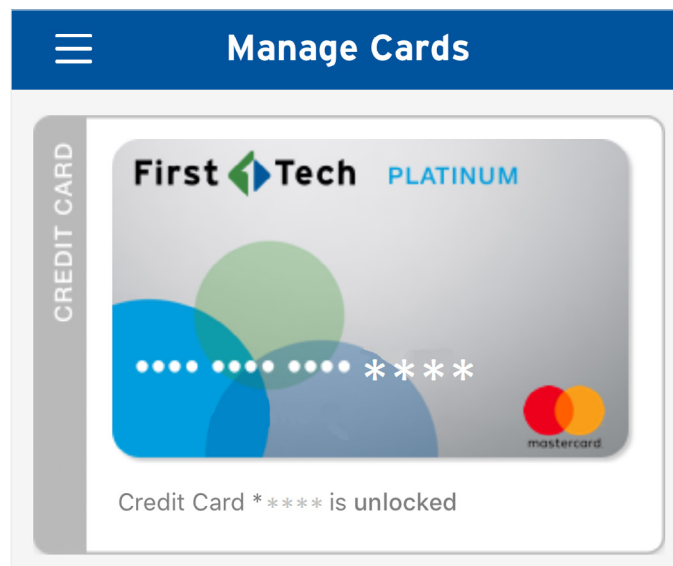 Manage Cards
CREDIT CARD
First Tech PLATINUM
•••• •••• •••• ****
mastercard
Credit Card * **** is unlocked